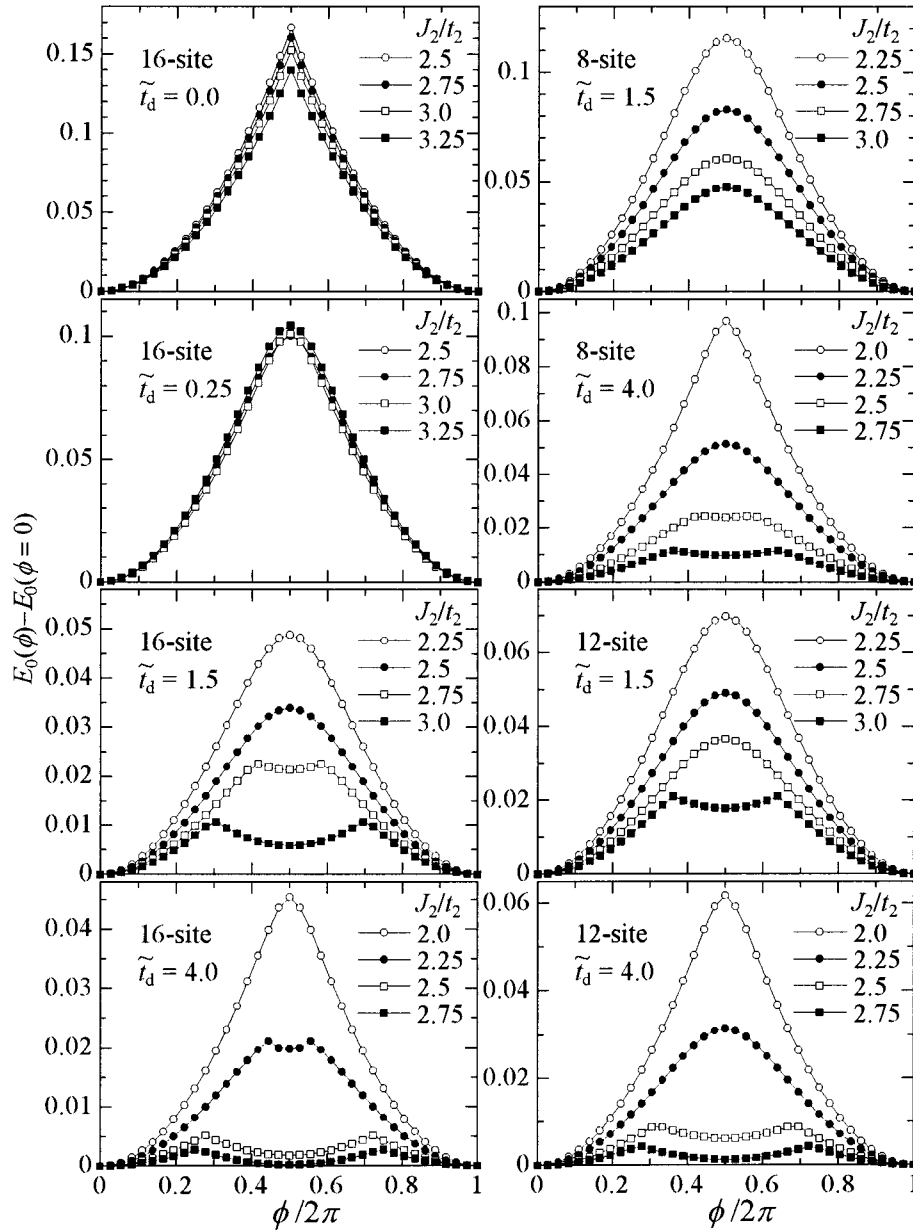 E₀(ϕ)−E₀(ϕ=0)
16-site
t̃_d = 0.0
J₂/t₂
2.5
2.75
3.0
3.25
0.15
0.1
0.05
0
8-site
t̃_d = 1.5
J₂/t₂
2.25
2.5
2.75
3.0
0.1
0.05
0
16-site
t̃_d = 0.25
J₂/t₂
2.5
2.75
3.0
3.25
0.1
0.05
0
8-site
t̃_d = 4.0
J₂/t₂
2.0
2.25
2.5
2.75
0.1
0.08
0.06
0.04
0.02
0
16-site
t̃_d = 1.5
J₂/t₂
2.25
2.5
2.75
3.0
0.05
0.04
0.03
0.02
0.01
0
12-site
t̃_d = 1.5
J₂/t₂
2.25
2.5
2.75
3.0
0.06
0.04
0.02
0
16-site
t̃_d = 4.0
J₂/t₂
2.0
2.25
2.5
2.75
0.04
0.03
0.02
0.01
0
0 0.2 0.4 0.6 0.8 1
ϕ/2π
12-site
t̃_d = 4.0
J₂/t₂
2.0
2.25
2.5
2.75
0.06
0.04
0.02
0
0 0.2 0.4 0.6 0.8 1
ϕ/2π